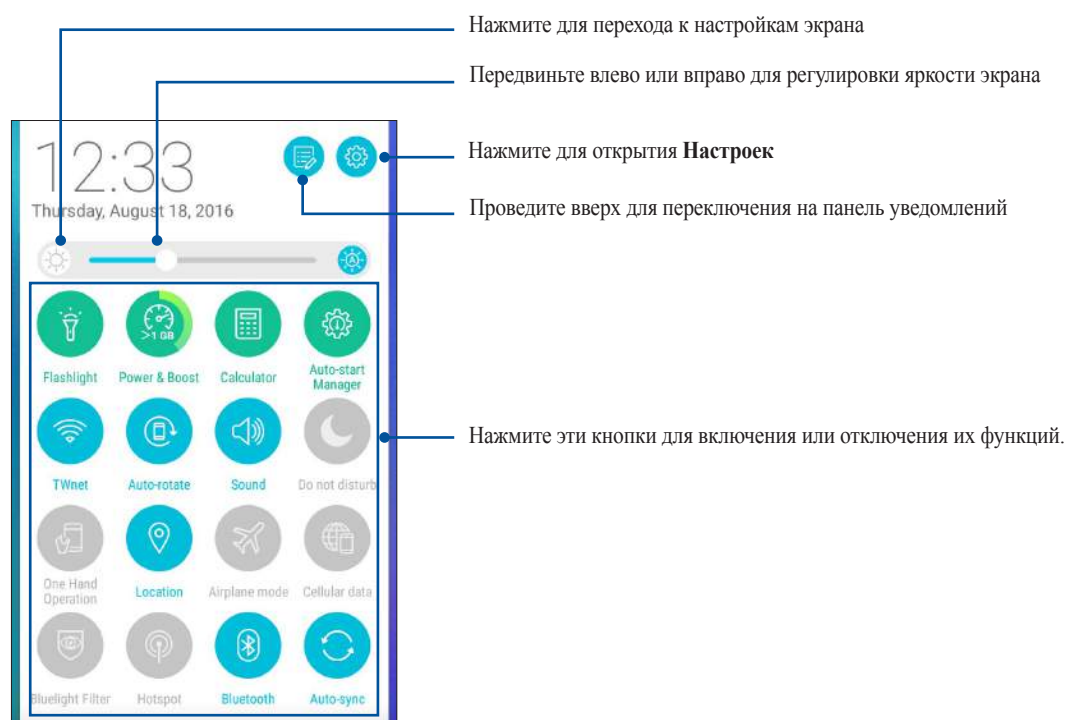 Нажмите для перехода к настройкам экрана
Передвиньте влево или вправо для регулировки яркости экрана
12:33
Thursday, August 18, 2016
Нажмите для открытия Настроек
Проведите вверх для переключения на панель уведомлений
A
>1 GB
Flashlight
Power & Boost
Calculator
Auto-start
Manager
TWnet
Auto-rotate
Sound
Do not disturb
Нажмите эти кнопки для включения или отключения их функций.
One Hand
Operation
Location
Airplane mode
Cellular data
Bluelight Filter
Hotspot
Bluetooth
Auto-sync